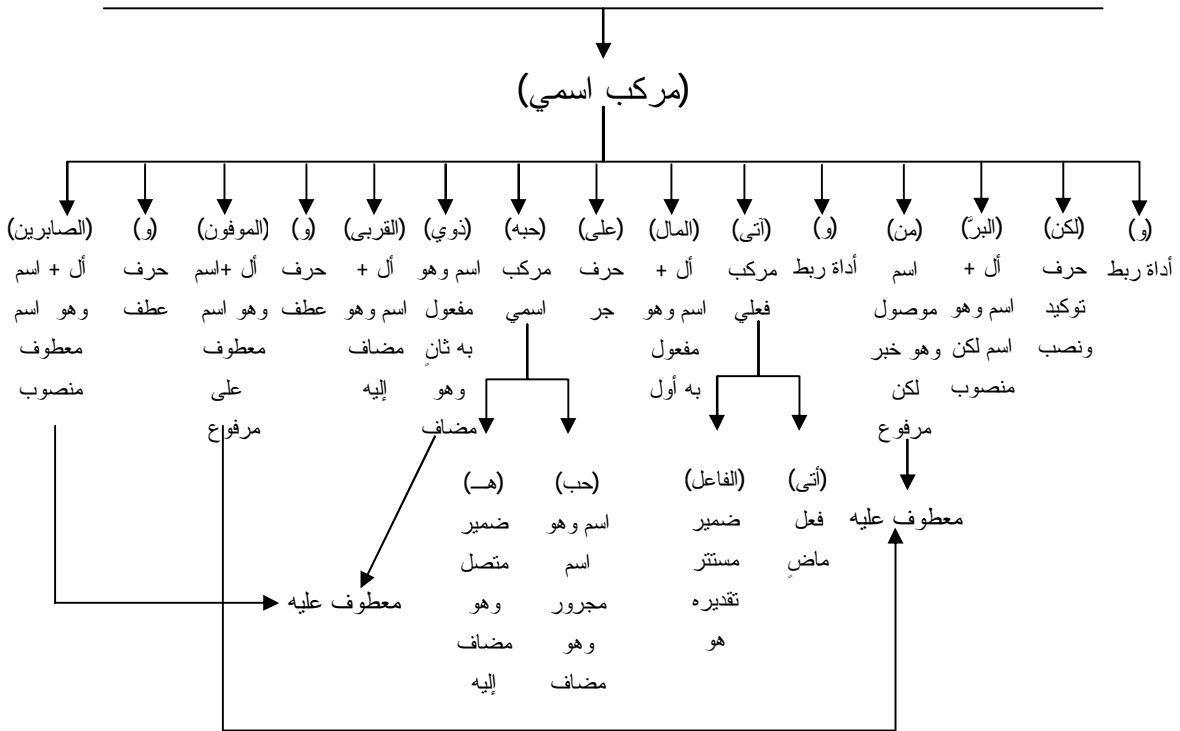 (مركب اسمي)
(و)
أداة ربط
(لكن)
حرف
توكيد
ونصب
(البرَّ)
أل +
اسم وهو
اسم لكن
منصوب
(من)
اسم
موصول
وهو خبر
لكن
مرفوع
(و)
أداة ربط
(آتى)
مركب
فعلي
(المال)
أل +
اسم وهو
مفعول
به أول
(على)
حرف
جر
(حبه)
مركب
اسمي
(ذوي)
اسم وهو
مفعول
به ثانٍ
وهو
مضاف
(القربى)
أل +
اسم وهو
مضاف
إليه
(و)
حرف
عطف
(الموفون)
أل +اسم
وهو اسم
معطوف
على
مرفوع
(و)
حرف
عطف
(الصابرين)
أل + اسم
وهو اسم
معطوف
منصوب
معطوف عليه
(أتى)
فعل
ماضٍ
(الفاعل)
ضمير
مستتر
تقديره
هو
(حب)
اسم وهو
اسم
مجرور
وهو
مضاف
(هـ)
ضمير
متصل
وهو
مضاف
إليه
معطوف عليه